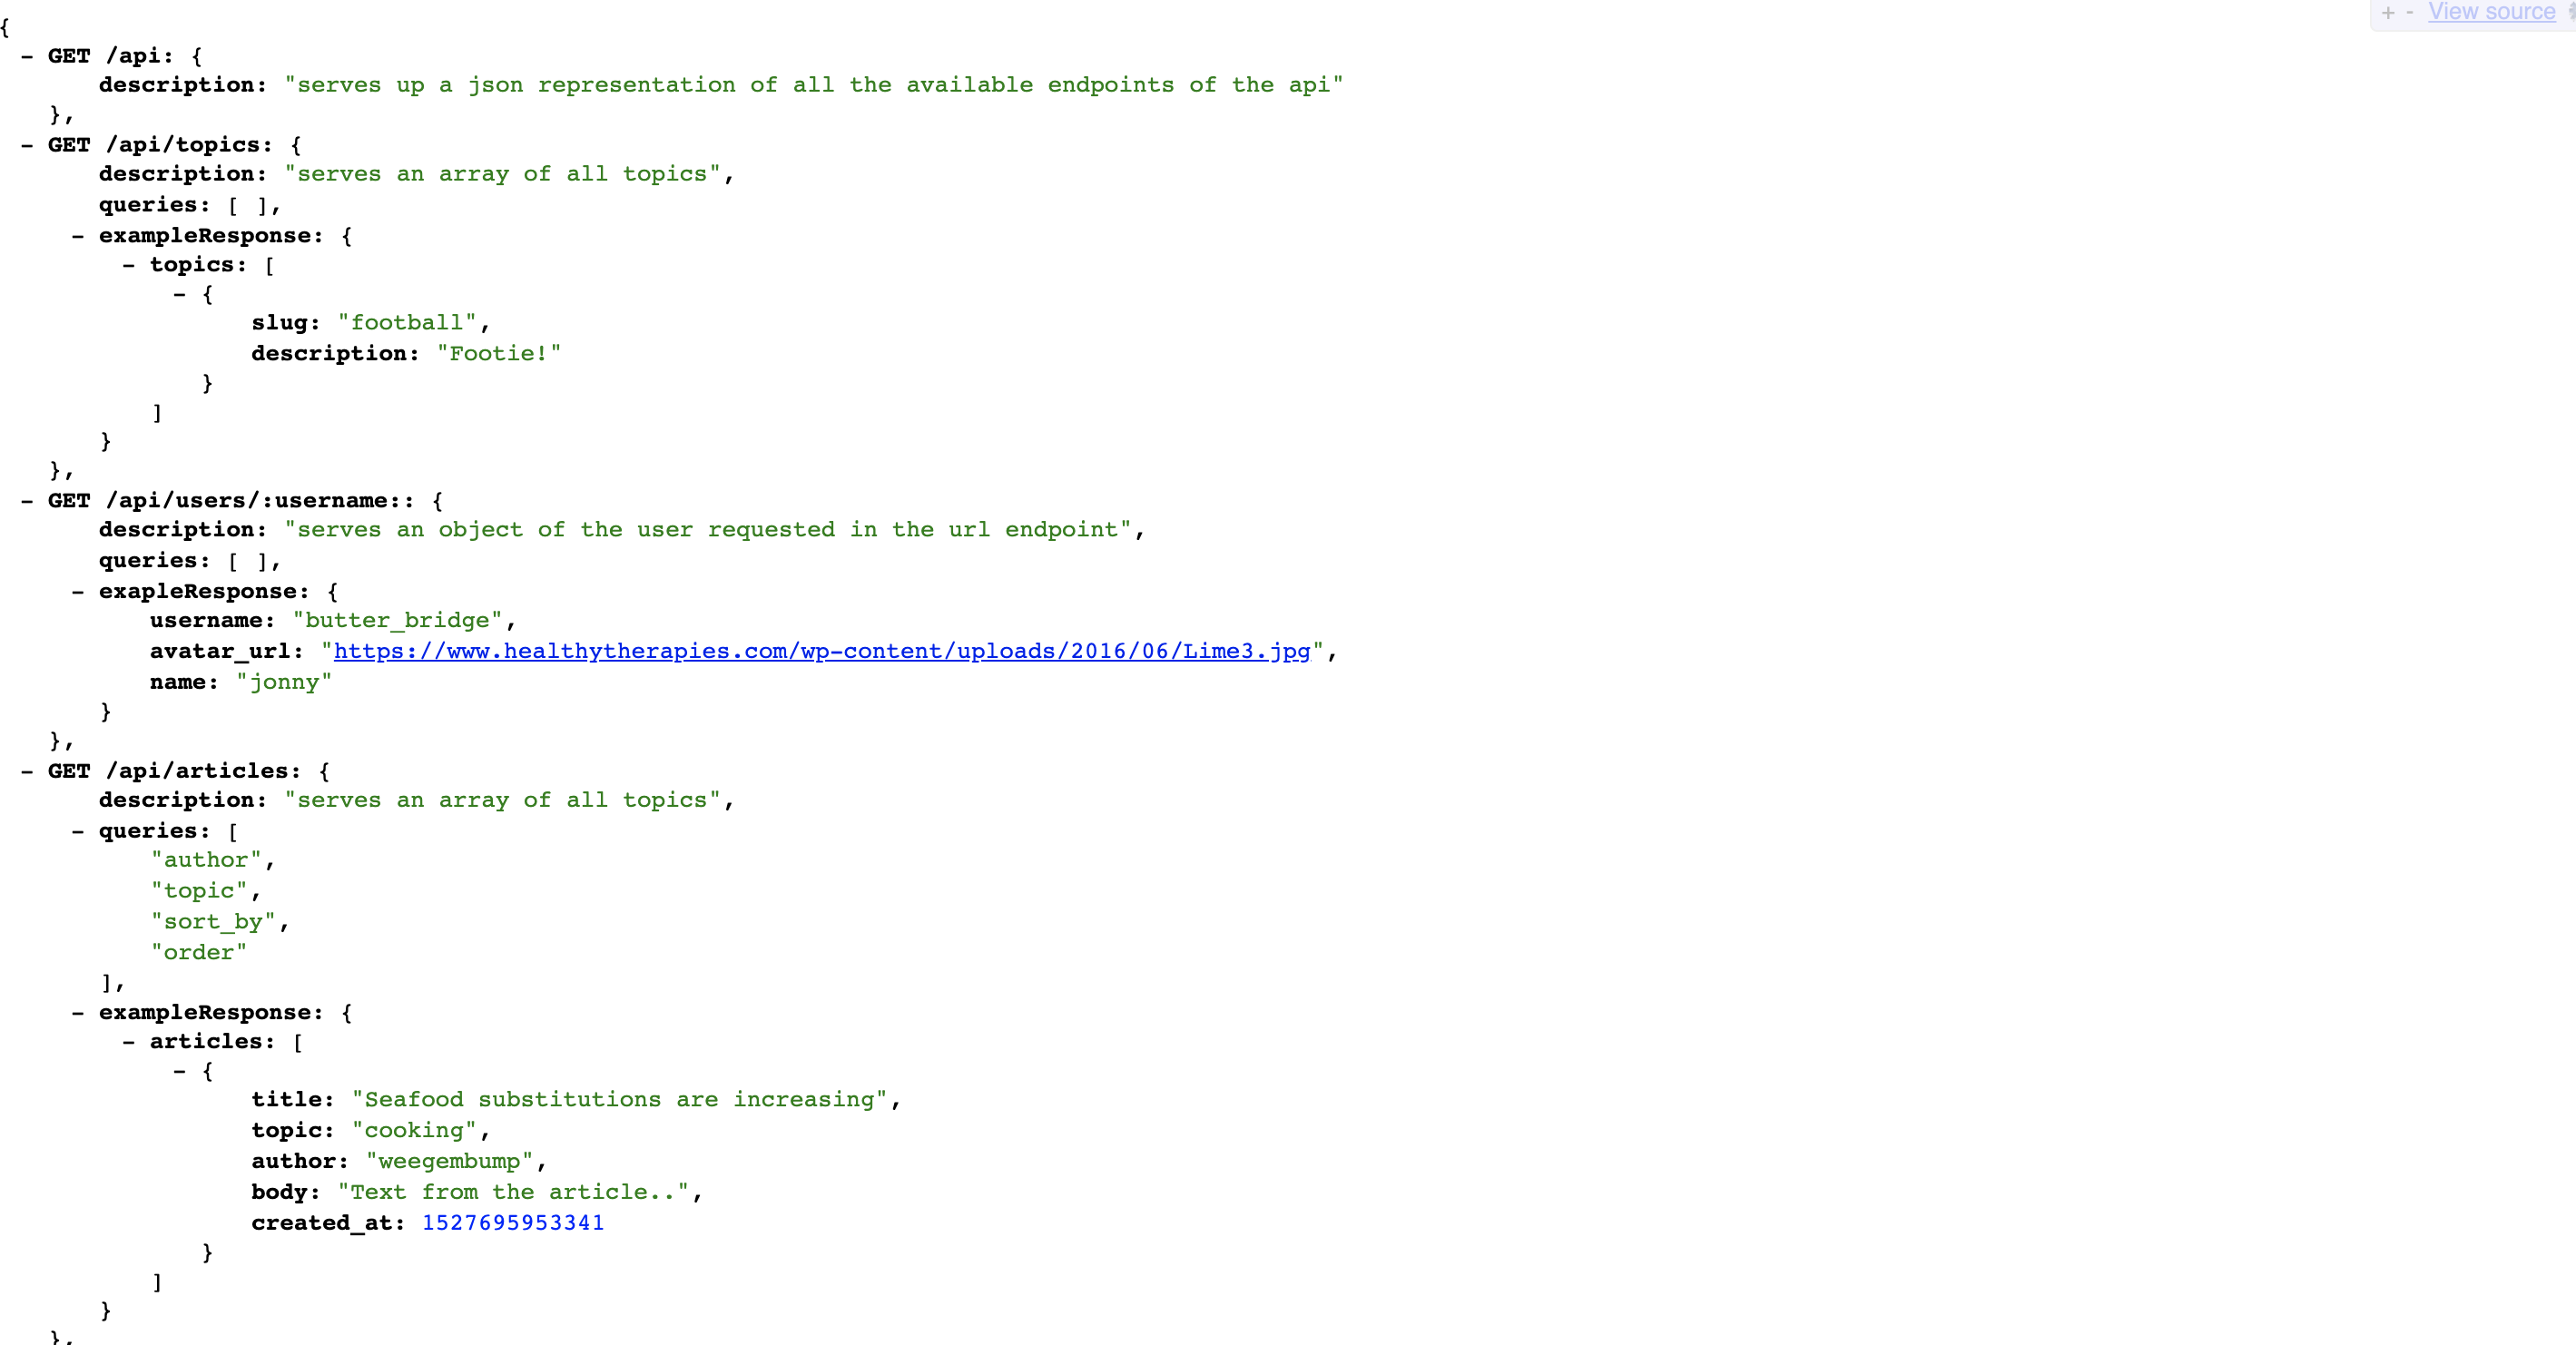 + - View source
{
- GET /api: {
description: "serves up a json representation of all the available endpoints of the api"
},
- GET /api/topics: {
description: "serves an array of all topics",
queries: [ ],
- exampleResponse: {
- topics: [
- {
slug: "football",
description: "Footie!"
}
]
}
},
- GET /api/users/:username:: {
description: "serves an object of the user requested in the url endpoint",
queries: [ ],
- exapleResponse: {
username: "butter_bridge",
avatar_url: "https://www.healthytherapies.com/wp-content/uploads/2016/06/Lime3.jpg",
name: "jonny"
}
},
- GET /api/articles: {
description: "serves an array of all topics",
- queries: [
"author",
"topic",
"sort_by",
"order"
],
- exampleResponse: {
- articles: [
- {
title: "Seafood substitutions are increasing",
topic: "cooking",
author: "weegembump",
body: "Text from the article..",
created_at: 1527695953341
}
]
}
},